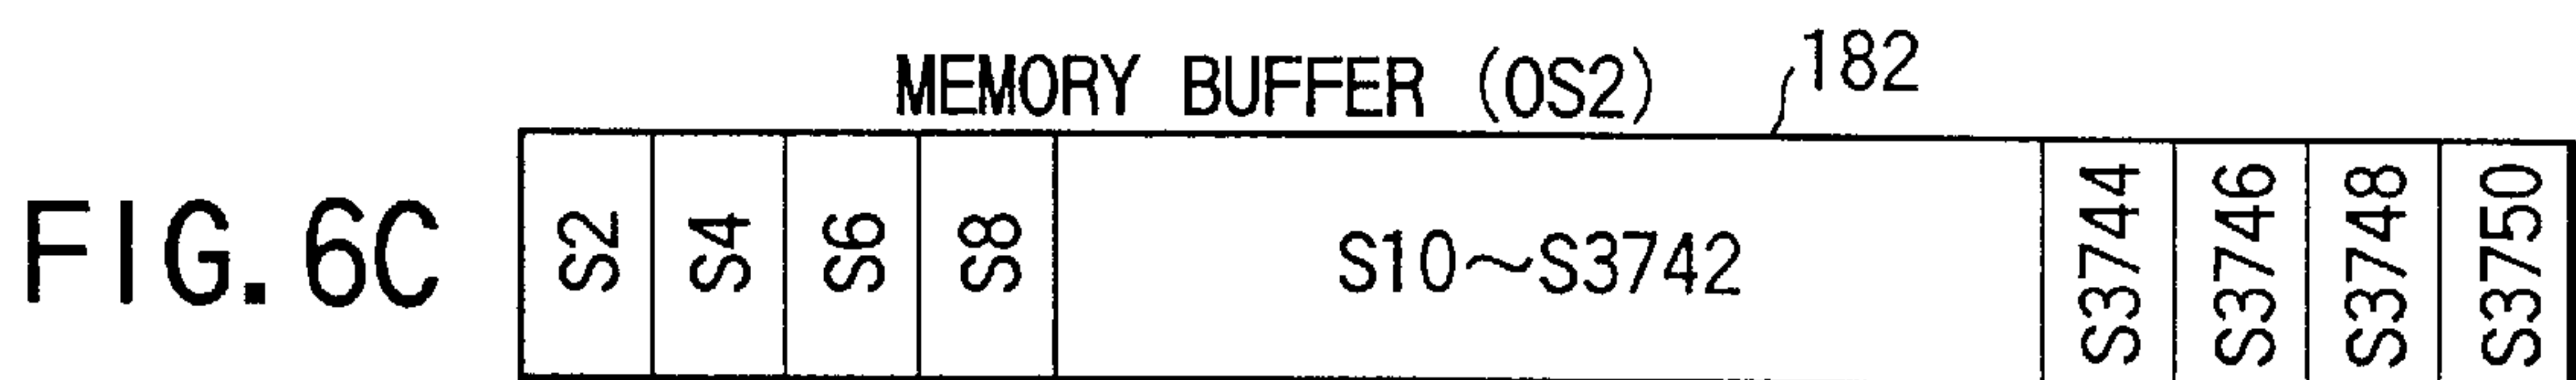 MEMORY BUFFER (OS2) 182
FIG. 6C S2 S4 S6 S8 S10～S3742 S3744 S3746 S3748 S3750